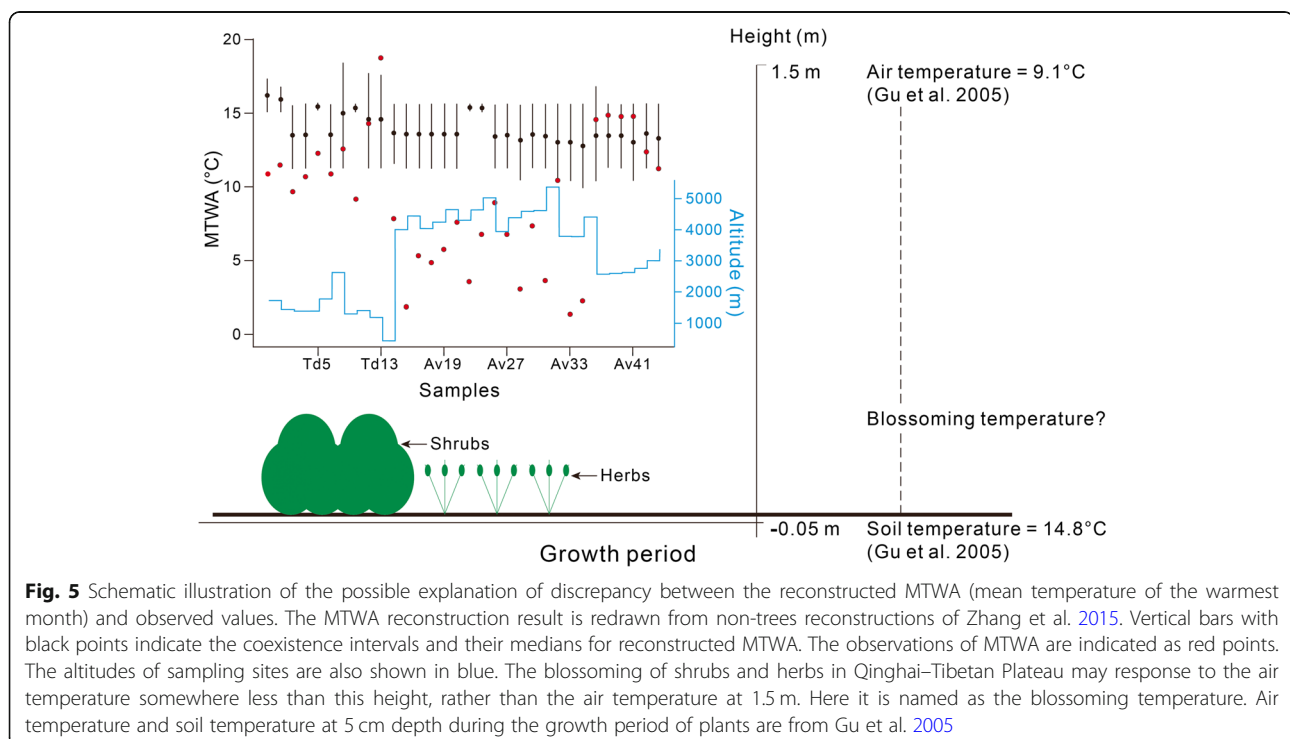 20
15
10
5
0
MTWA (°C)
5000
4000
3000
2000
1000
Altitude (m)
Td5 Td13 Av19 Av27 Av33 Av41
Samples
Height (m)
1.5 m
Air temperature = 9.1°C
(Gu et al. 2005)
Blossoming temperature?
Shrubs
Herbs
-0.05 m
Soil temperature = 14.8°C
(Gu et al. 2005)
Growth period
Fig. 5 Schematic illustration of the possible explanation of discrepancy between the reconstructed MTWA (mean temperature of the warmest
month) and observed values. The MTWA reconstruction result is redrawn from non-trees reconstructions of Zhang et al. 2015. Vertical bars with
black points indicate the coexistence intervals and their medians for reconstructed MTWA. The observations of MTWA are indicated as red points.
The altitudes of sampling sites are also shown in blue. The blossoming of shrubs and herbs in Qinghai–Tibetan Plateau may response to the air
temperature somewhere less than this height, rather than the air temperature at 1.5 m. Here it is named as the blossoming temperature. Air
temperature and soil temperature at 5 cm depth during the growth period of plants are from Gu et al. 2005